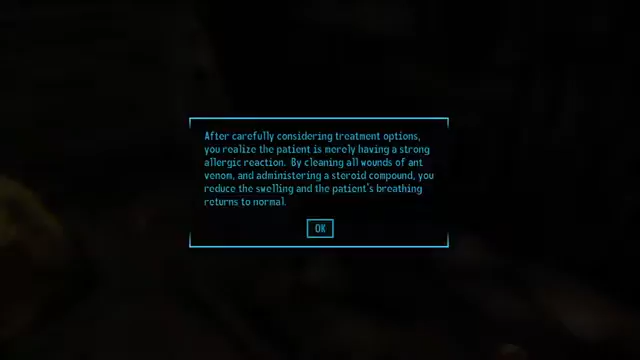 After carefully considering treatment options,
you realize the patient is merely having a strong
allergic reaction. By cleaning all wounds of ant
venom, and administering a steroid compound, you
reduce the swelling and the patient's breathing
returns to normal.
OK